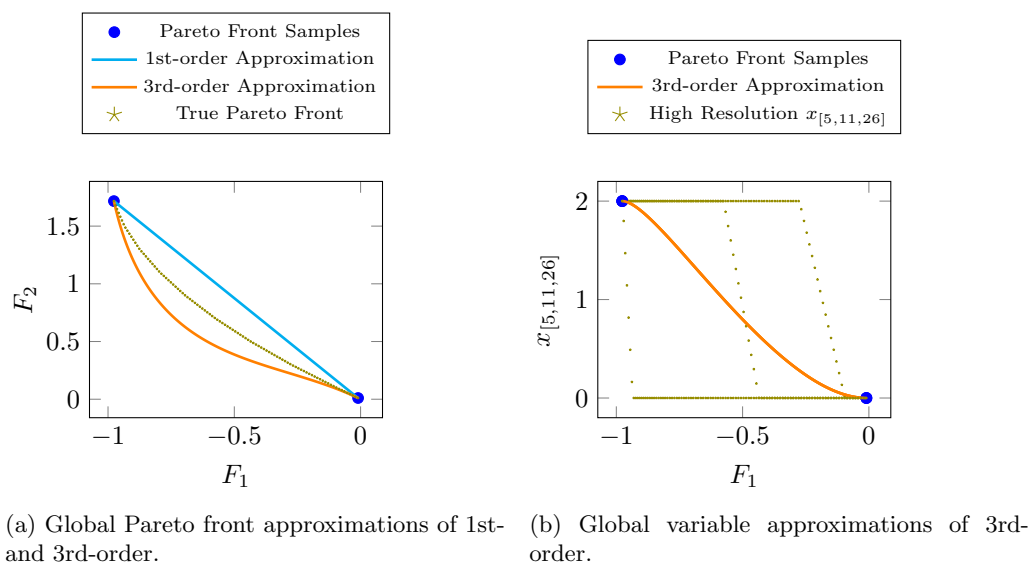 Pareto Front Samples
1st-order Approximation
3rd-order Approximation
True Pareto Front
−1
−0.5
0
0
0.5
1
1.5
F1
F2
(a) Global Pareto front approximations of 1st-
and 3rd-order.
Pareto Front Samples
3rd-order Approximation
High Resolution x[5,11,26]
−1
−0.5
0
0
1
2
F1
x[5,11,26]
(b) Global variable approximations of 3rd-
order.